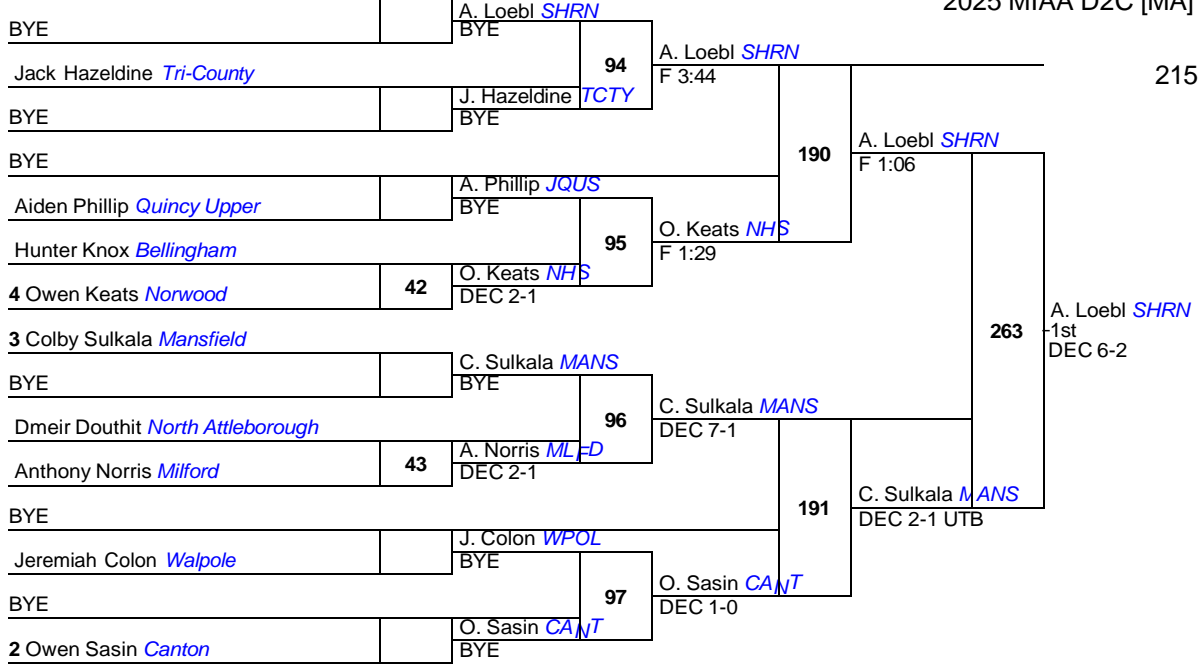 2025 MIAA D2C [MA]
215
BYE
Jack Hazeldine Tri-County
BYE
BYE
Aiden Phillip Quincy Upper
Hunter Knox Bellingham
4 Owen Keats Norwood
3 Colby Sulkala Mansfield
BYE
Dmeir Douthit North Attleborough
Anthony Norris Milford
BYE
Jeremiah Colon Walpole
BYE
2 Owen Sasin Canton
42
43
A. Loebl SHRN
BYE
J. Hazeldine TCTY
BYE
A. Phillip JQUS
BYE
O. Keats NHS
DEC 2-1
C. Sulkala MANS
BYE
A. Norris MLFD
DEC 2-1
J. Colon WPOL
BYE
O. Sasin CANT
BYE
94
95
96
97
A. Loebl SHRN
F 3:44
O. Keats NHS
F 1:29
C. Sulkala MANS
DEC 7-1
O. Sasin CANT
DEC 1-0
190
191
A. Loebl SHRN
F 1:06
C. Sulkala MANS
DEC 2-1 UTB
263
A. Loebl SHRN
1st
DEC 6-2